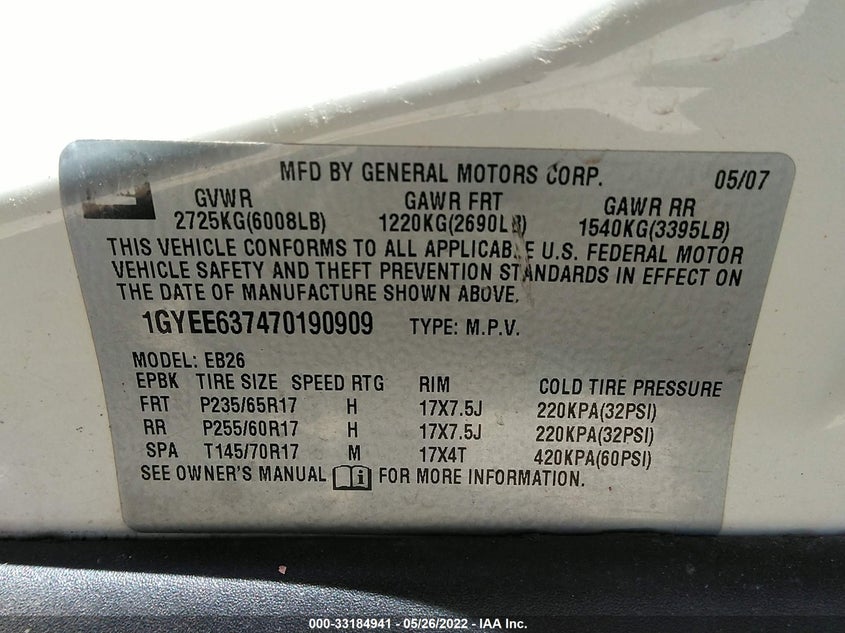 MFD BY GENERAL MOTORS CORP. 05/07
GVWR GAWR FRT GAWR RR
2725KG(6008LB) 1220KG(2690LB) 1540KG(3395LB)
THIS VEHICLE CONFORMS TO ALL APPLICABLE U.S. FEDERAL MOTOR
VEHICLE SAFETY AND THEFT PREVENTION STANDARDS IN EFFECT ON
THE DATE OF MANUFACTURE SHOWN ABOVE.
1GYEE637470190909 TYPE: M.P.V.
MODEL: EB26
EPBK TIRE SIZE SPEED RTG RIM COLD TIRE PRESSURE
FRT P235/65R17 H 17X7.5J 220KPA(32PSI)
RR P255/60R17 H 17X7.5J 220KPA(32PSI)
SPA T145/70R17 M 17X4T 420KPA(60PSI)
SEE OWNER'S MANUAL FOR MORE INFORMATION.
000-33184941 - 05/26/2022 - IAA Inc.